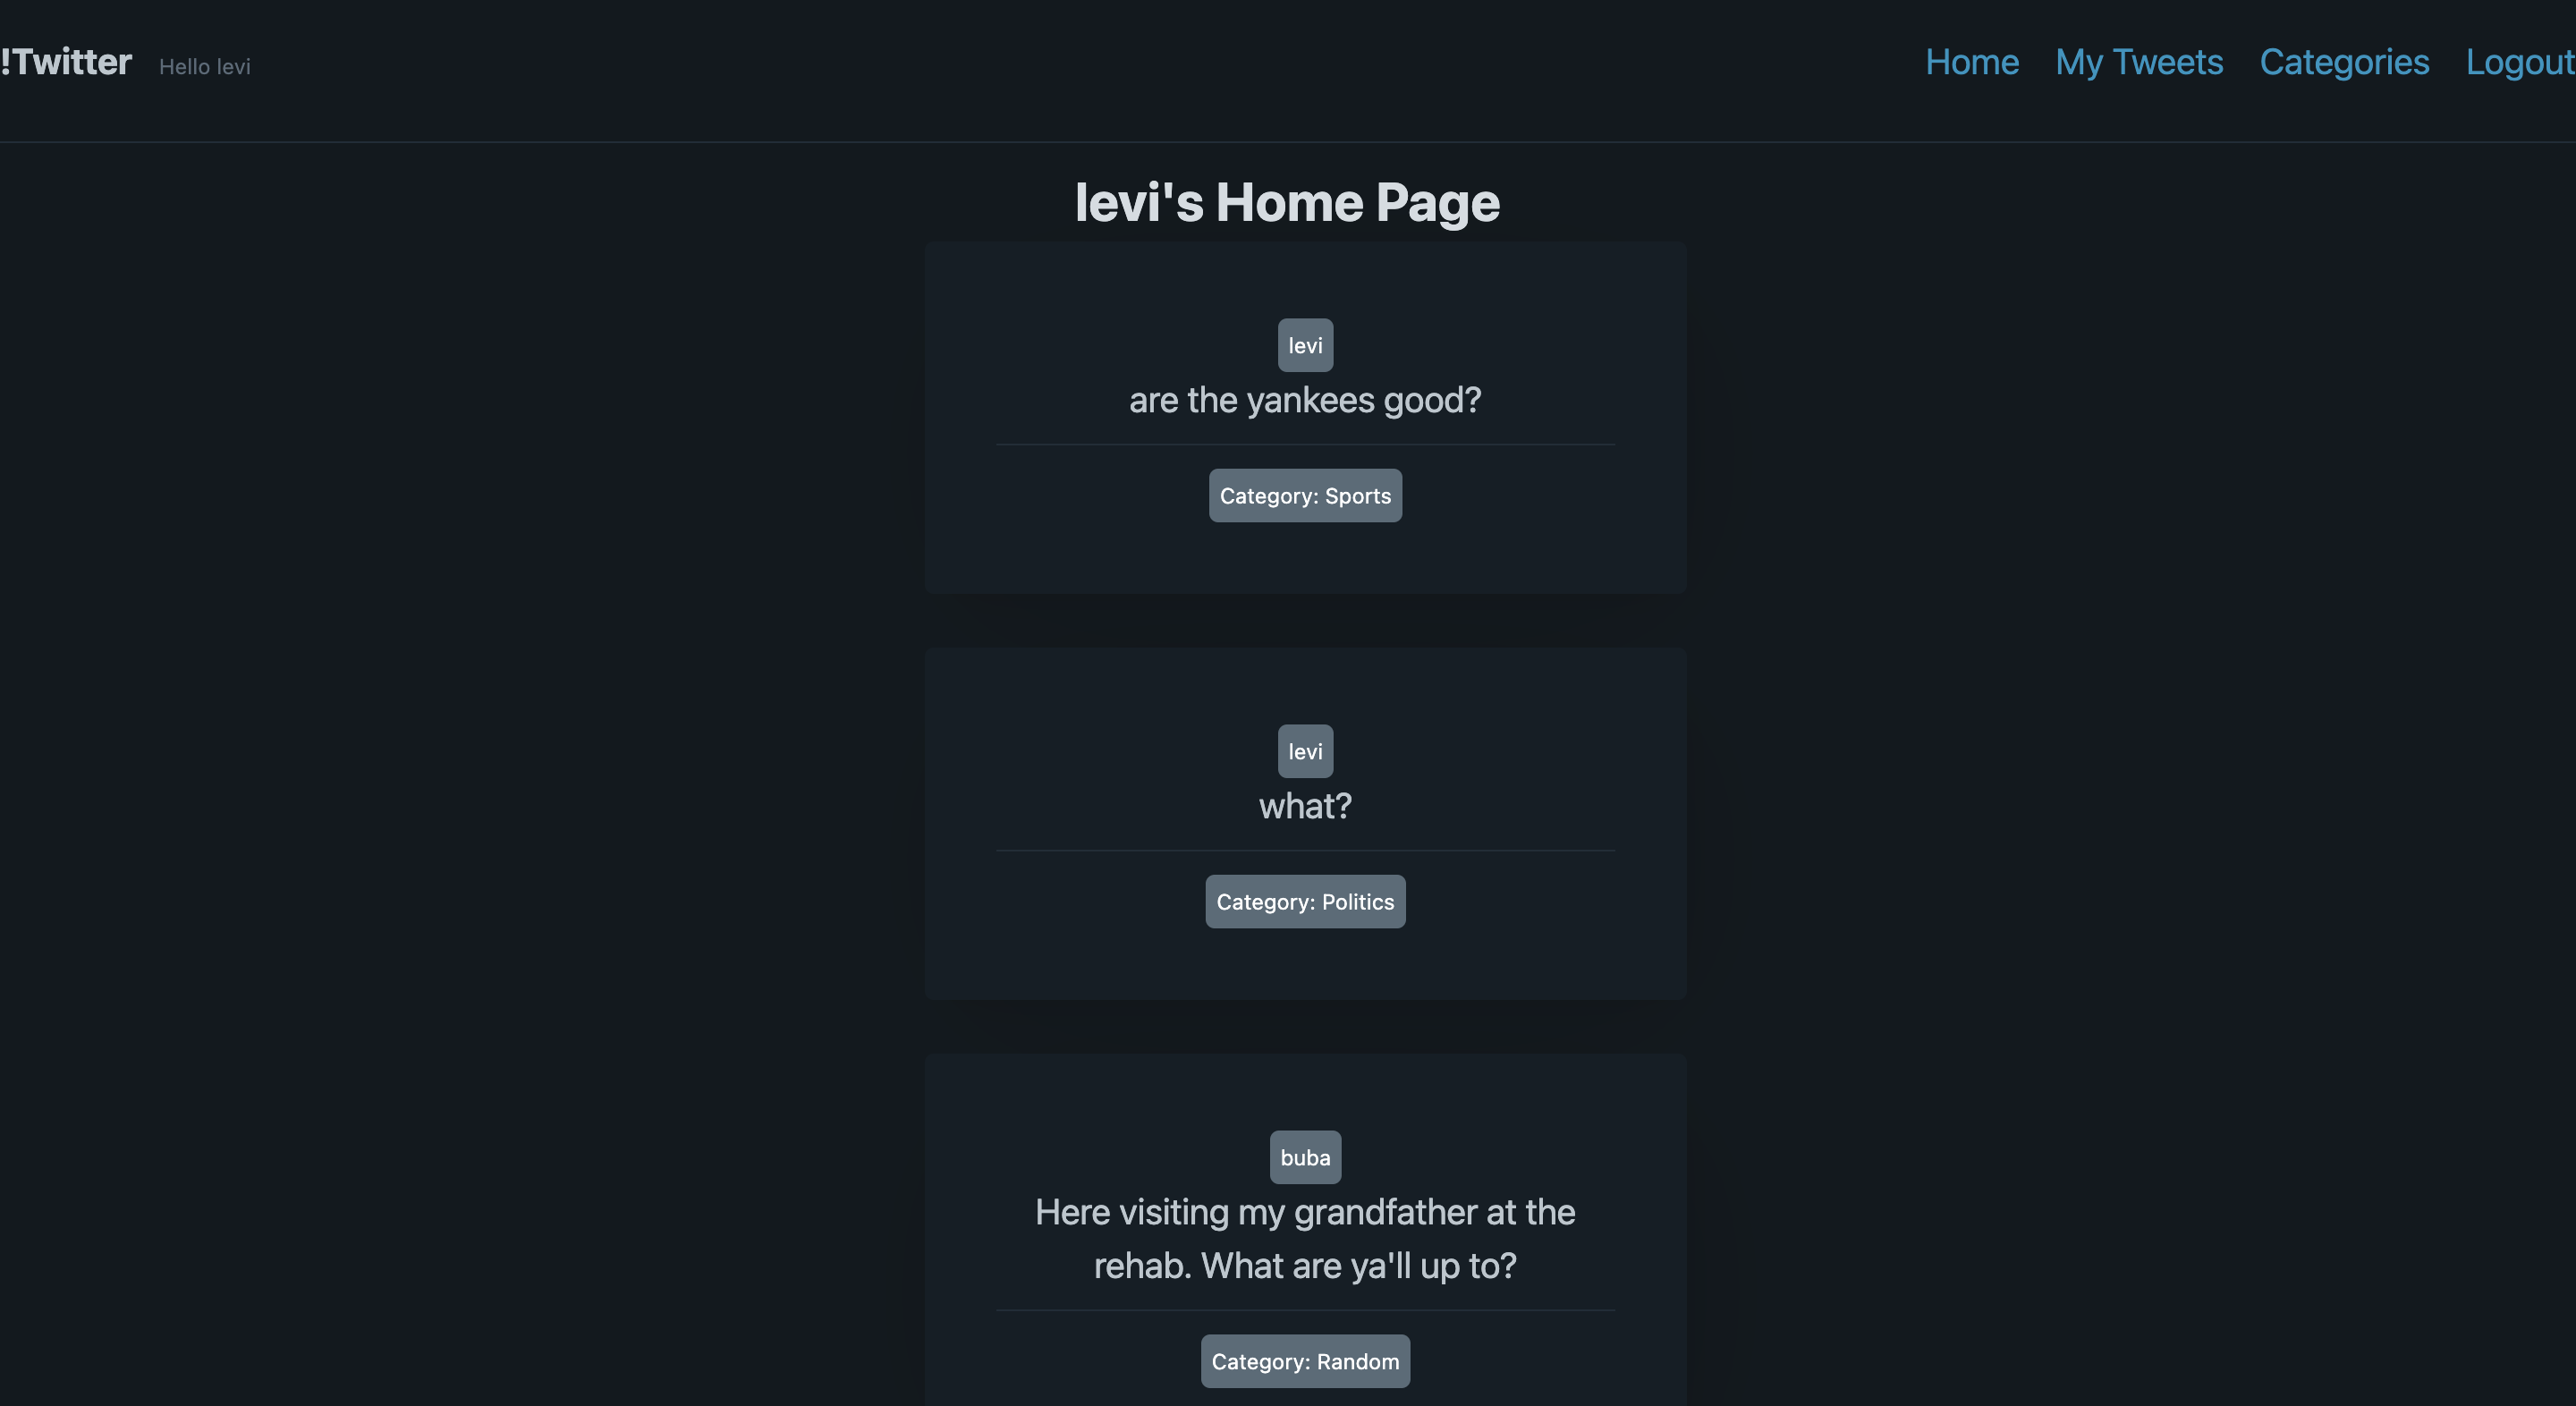 !Twitter Hello levi Home My Tweets Categories Logout
levi's Home Page
levi
are the yankees good?
Category: Sports
levi
what?
Category: Politics
buba
Here visiting my grandfather at the
rehab. What are ya'll up to?
Category: Random